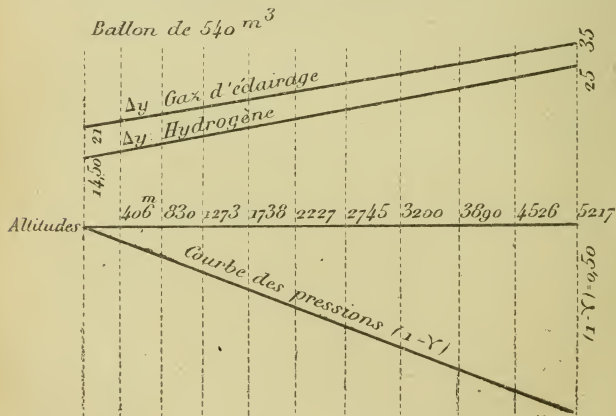 Ballon de 540 m³
Δy Gaz d'éclairage
35
21
Δy Hydrogène
25
14,50
Altitudes
406 m 830 1273 1738 2227 2745 3200 3890 4526 5217
Courbe des pressions (1-γ)
(1-γ)=0,50